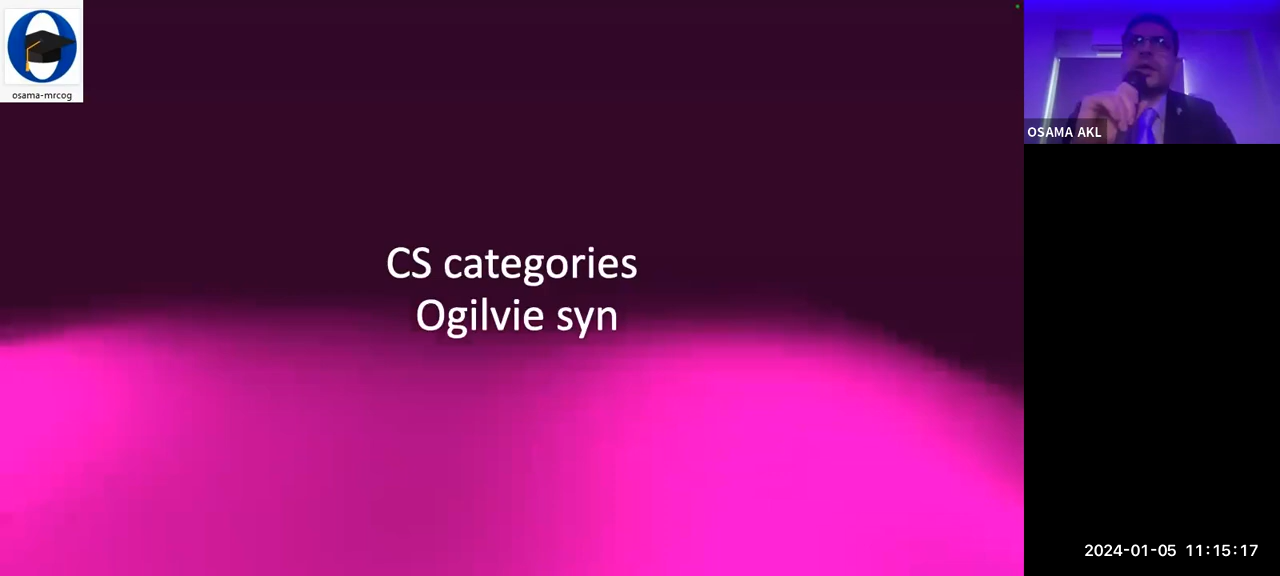 osama-mrcog
CS categories
Ogilvie syn
OSAMA AKL
2024-01-05 11:15:17